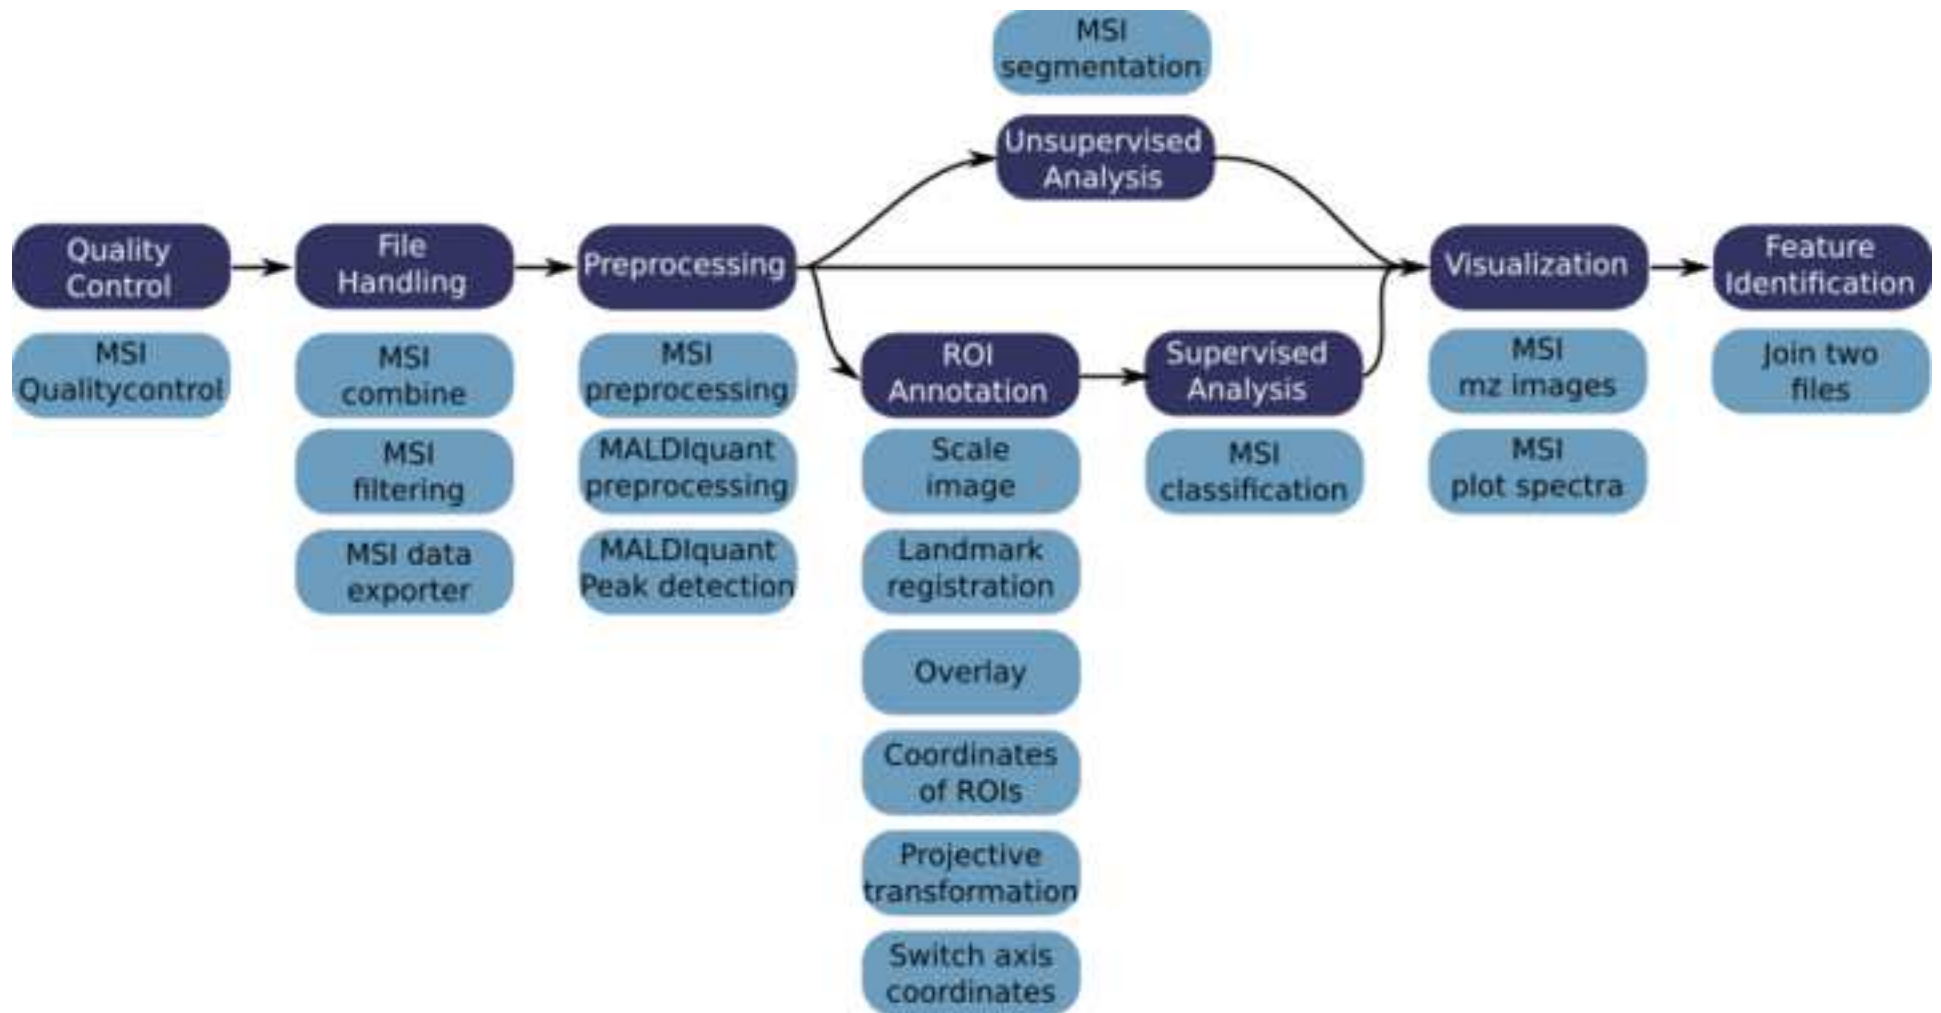 MSI
segmentation
Unsupervised
Analysis
Quality
Control
File
Handling
Preprocessing
Visualization
Feature
Identification
MSI
Qualitycontrol
MSI
combine
MSI
filtering
MSI data
exporter
MSI
preprocessing
MALDIquant
preprocessing
MALDIquant
Peak detection
ROI
Annotation
Scale
image
Landmark
registration
Overlay
Coordinates
of ROIs
Projective
transformation
Switch axis
coordinates
Supervised
Analysis
MSI
classification
MSI
mz images
MSI
plot spectra
Join two
files